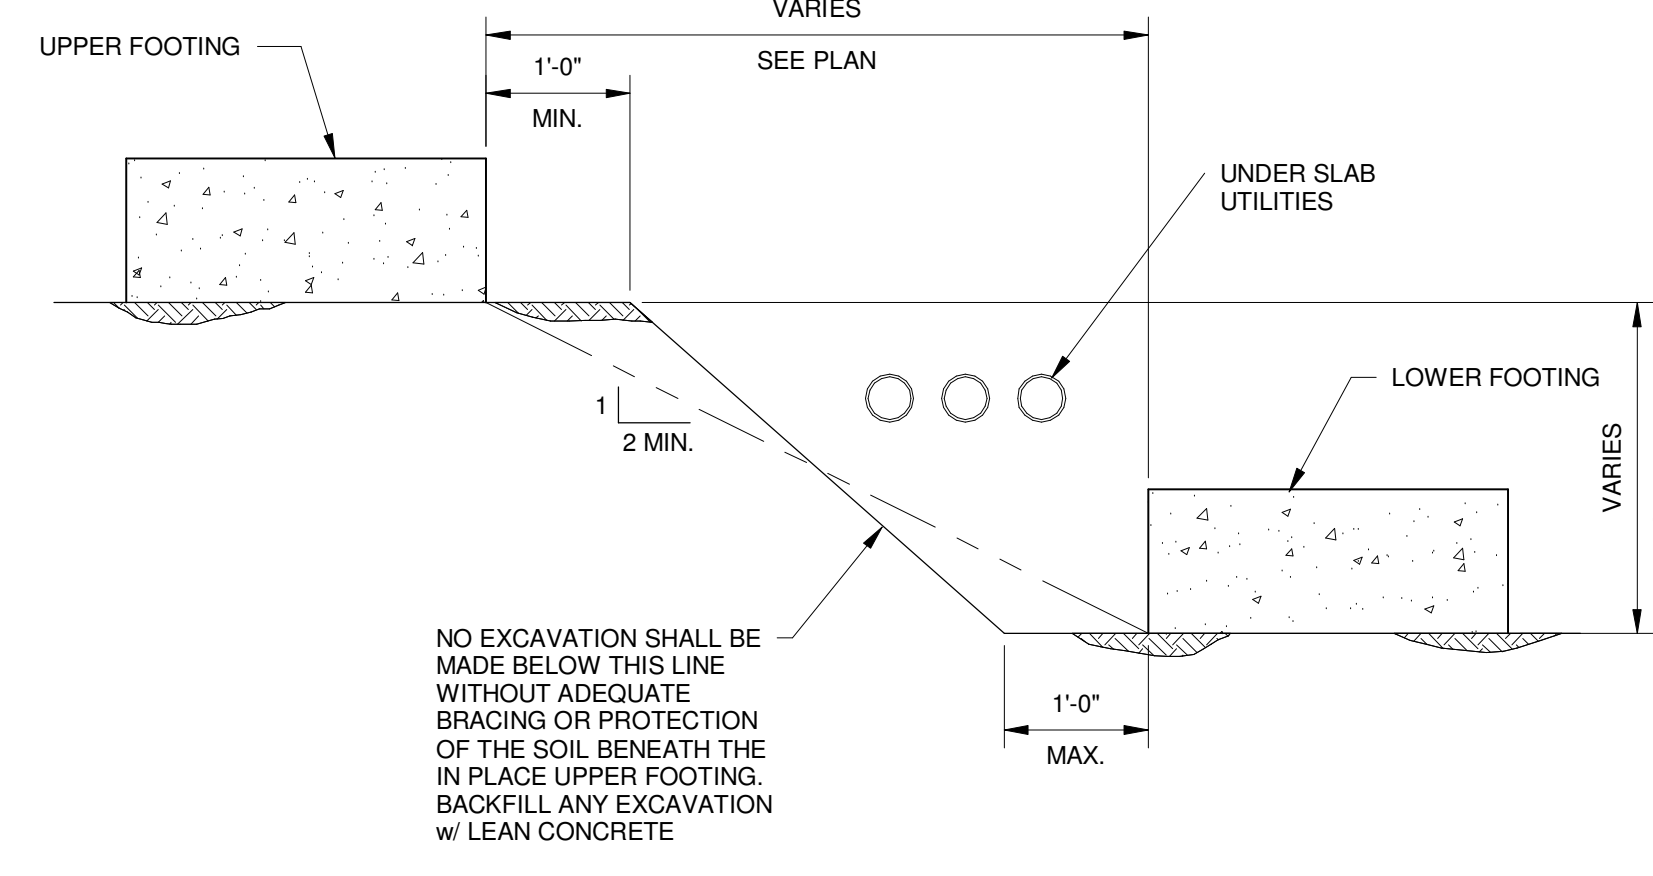 VARIES
SEE PLAN
UPPER FOOTING
1'-0"
MIN.
UNDER SLAB
UTILITIES
LOWER FOOTING
1
2 MIN.
VARIES
NO EXCAVATION SHALL BE
MADE BELOW THIS LINE
WITHOUT ADEQUATE
BRACING OR PROTECTION
OF THE SOIL BENEATH THE
IN PLACE UPPER FOOTING.
BACKFILL ANY EXCAVATION
w/ LEAN CONCRETE
1'-0"
MAX.